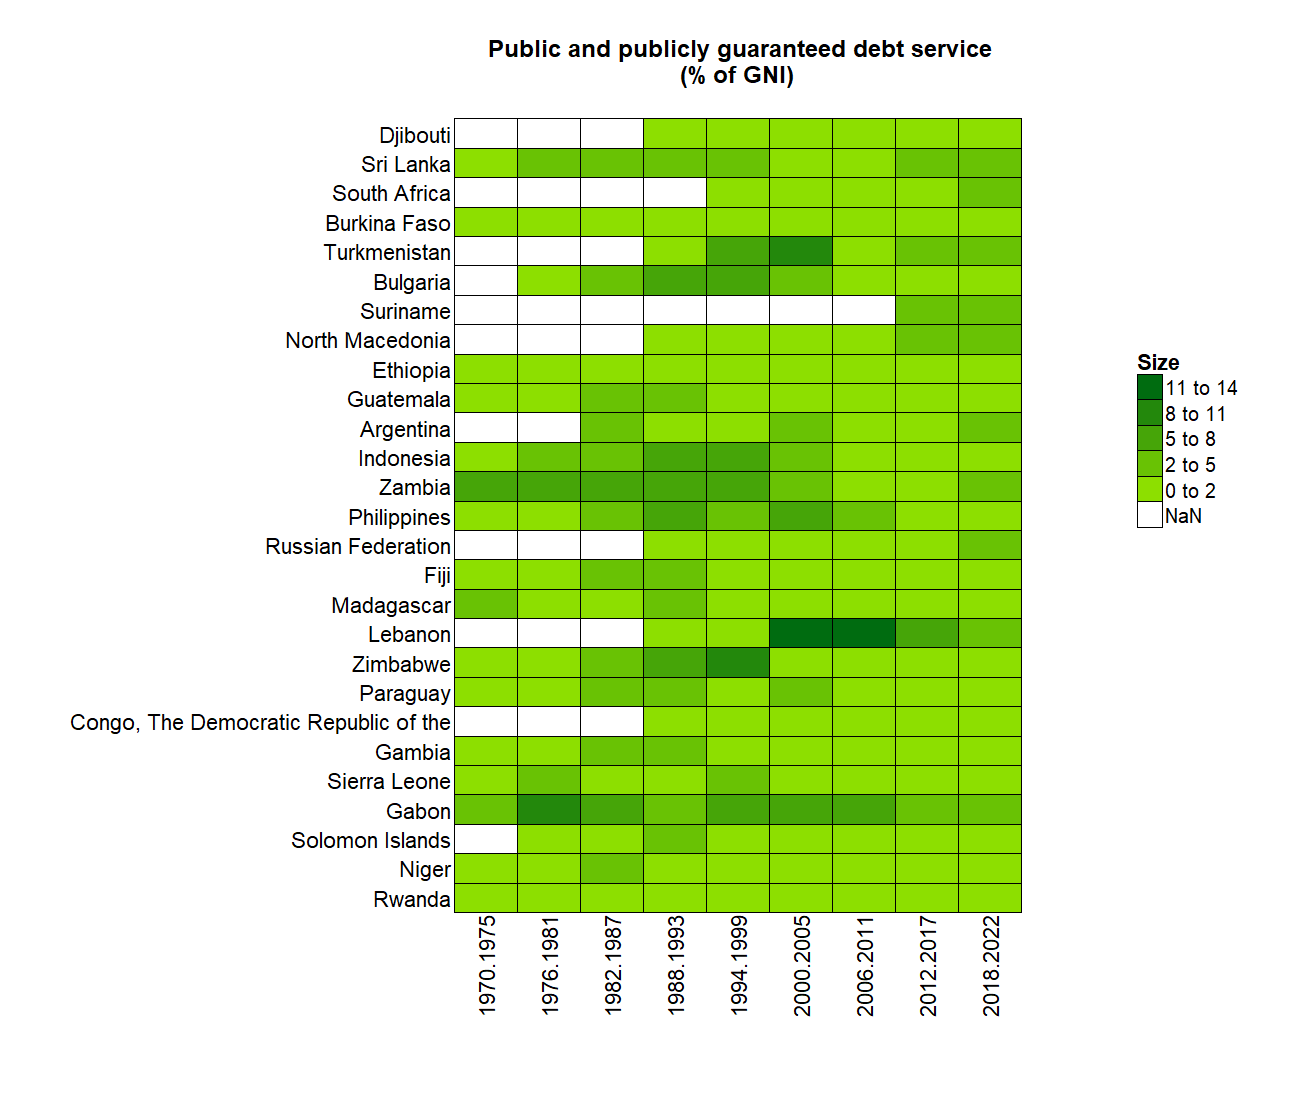 Public and publicly guaranteed debt service
(% of GNI)
Djibouti
Sri Lanka
South Africa
Burkina Faso
Turkmenistan
Bulgaria
Suriname
North Macedonia
Ethiopia
Guatemala
Argentina
Indonesia
Zambia
Philippines
Russian Federation
Fiji
Madagascar
Lebanon
Zimbabwe
Paraguay
Congo, The Democratic Republic of the
Gambia
Sierra Leone
Gabon
Solomon Islands
Niger
Rwanda
1970.1975
1976.1981
1982.1987
1988.1993
1994.1999
2000.2005
2006.2011
2012.2017
2018.2022
Size
11 to 14
8 to 11
5 to 8
2 to 5
0 to 2
NaN